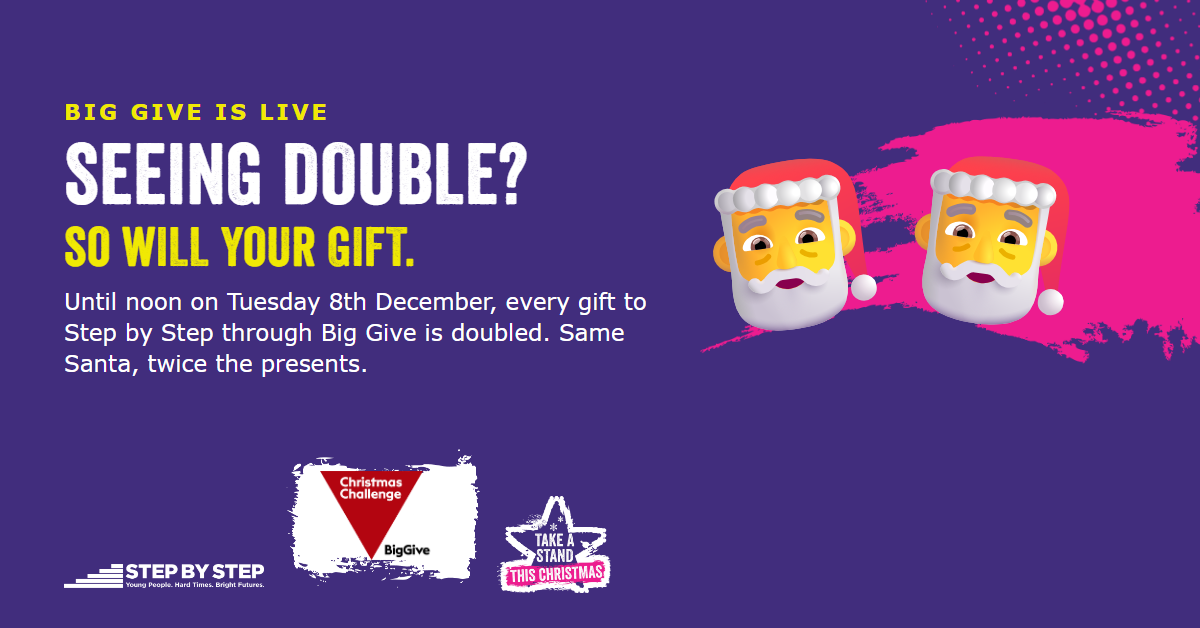 BIG GIVE IS LIVE
SEEING DOUBLE?
SO WILL YOUR GIFT.
Until noon on Tuesday 8th December, every gift to
Step by Step through Big Give is doubled. Same
Santa, twice the presents.
Christmas
Challenge
BigGive
TAKE A
STAND
THIS CHRISTMAS
STEP BY STEP
Young People. Hard Times. Bright Futures.